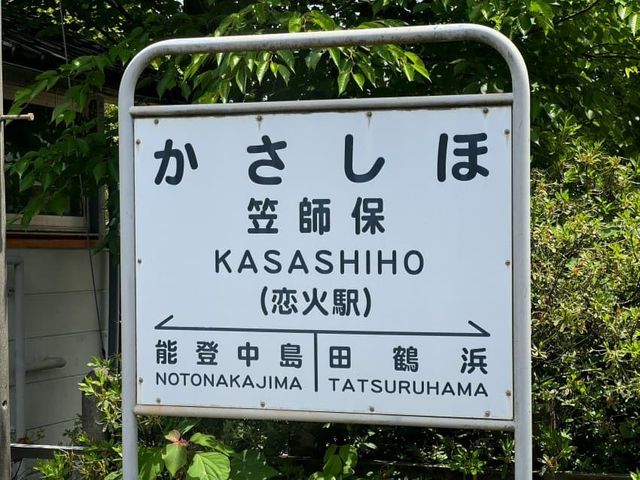 かさしほ
笠師保
KASASHIHO
(恋火駅)
能登中島 田鶴浜
NOTONAKAJIMA TATSURUHAMA